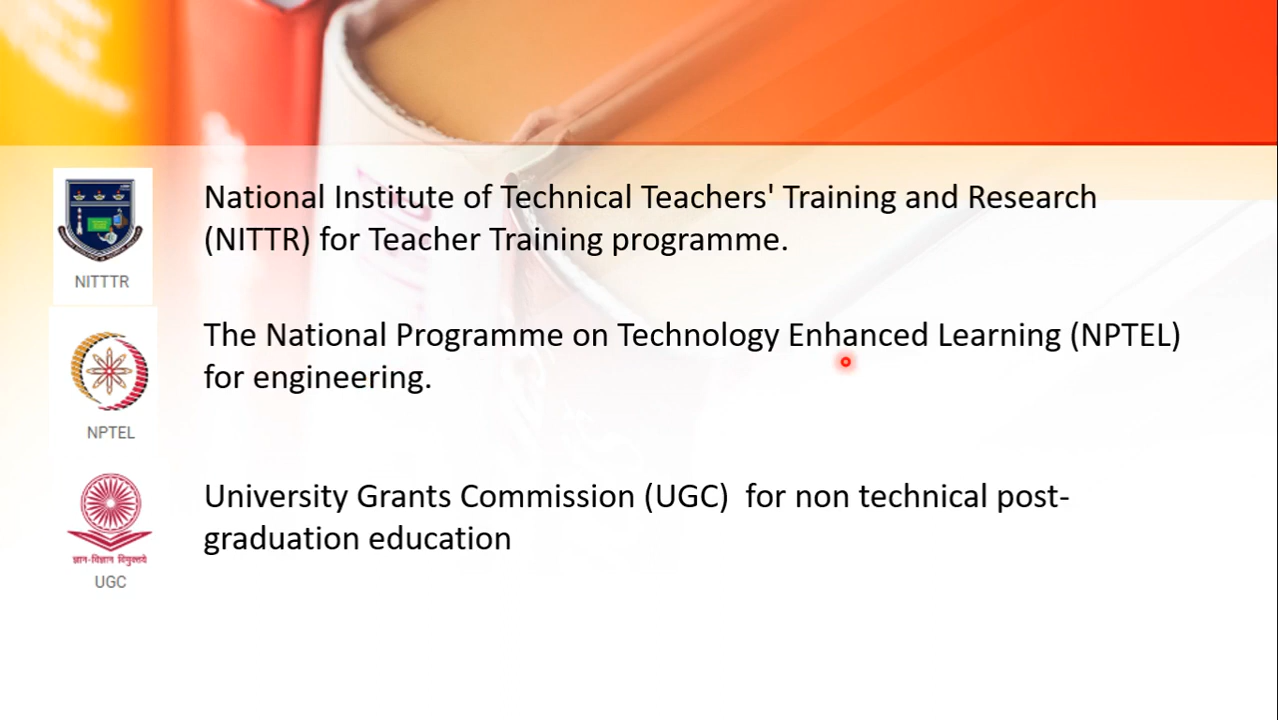 National Institute of Technical Teachers' Training and Research
(NITTR) for Teacher Training programme.
NITTTR
The National Programme on Technology Enhanced Learning (NPTEL)
for engineering.
NPTEL
University Grants Commission (UGC)  for non technical post-
graduation education
ज्ञान-विज्ञान विमुक्तये
UGC